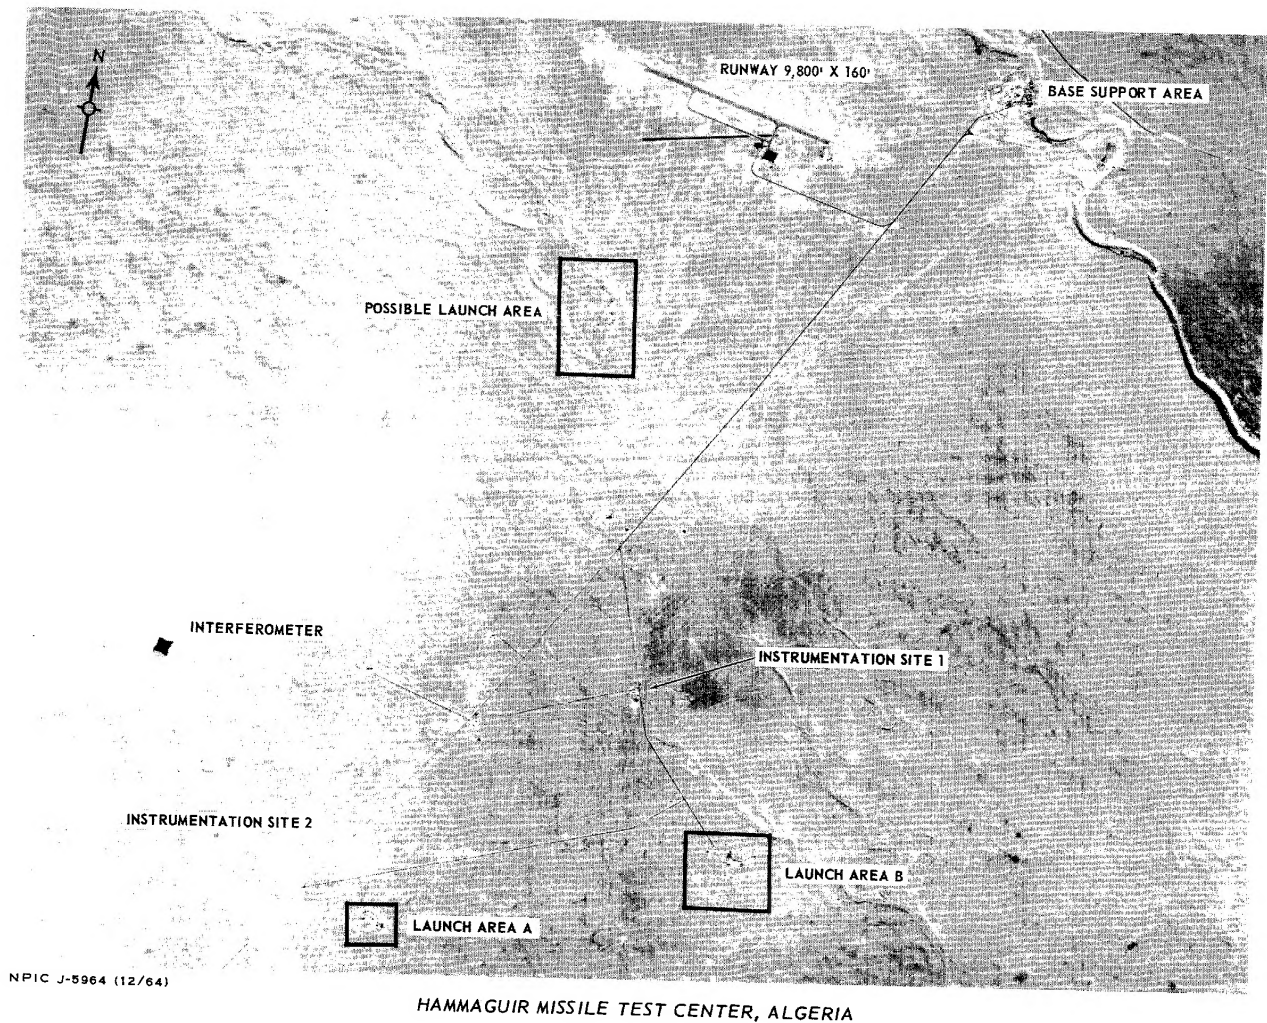 N
RUNWAY 9,800' X 160'
BASE SUPPORT AREA
POSSIBLE LAUNCH AREA
INTERFEROMETER
INSTRUMENTATION SITE 1
INSTRUMENTATION SITE 2
LAUNCH AREA B
LAUNCH AREA A
NPIC J-5964 (12/64)
HAMMAGUIR MISSILE TEST CENTER, ALGERIA